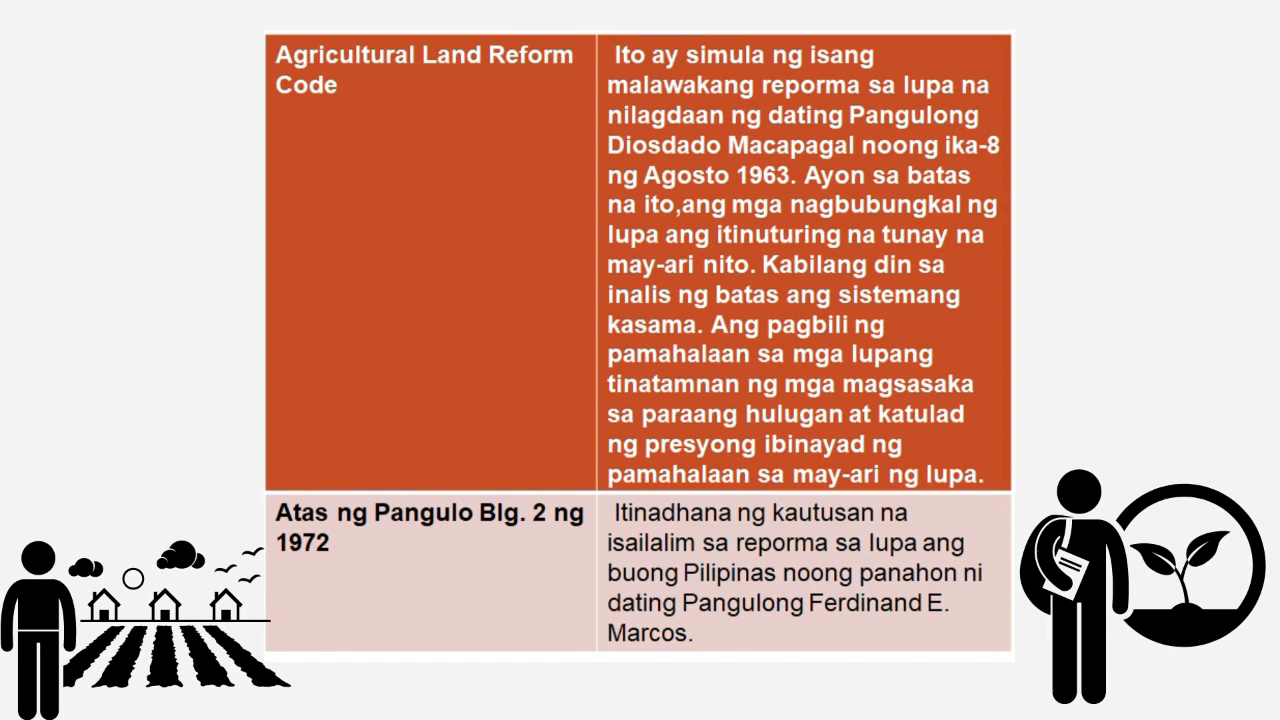 Agricultural Land Reform
Code
Ito ay simula ng isang
malawakang reporma sa lupa na
nilagdaan ng dating Pangulong
Diosdado Macapagal noong ika-8
ng Agosto 1963. Ayon sa batas
na ito,ang mga nagbubungkal ng
lupa ang itinuturing na tunay na
may-ari nito. Kabilang din sa
inalis ng batas ang sistemang
kasama. Ang pagbili ng
pamahalaan sa mga lupang
tinatamnan ng mga magsasaka
sa paraang hulugan at katulad
ng presyong ibinayad ng
pamahalaan sa may-ari ng lupa.
Atas ng Pangulo Blg. 2 ng
1972
Itinadhana ng kautusan na
isailalim sa reporma sa lupa ang
buong Pilipinas noong panahon ni
dating Pangulong Ferdinand E.
Marcos.